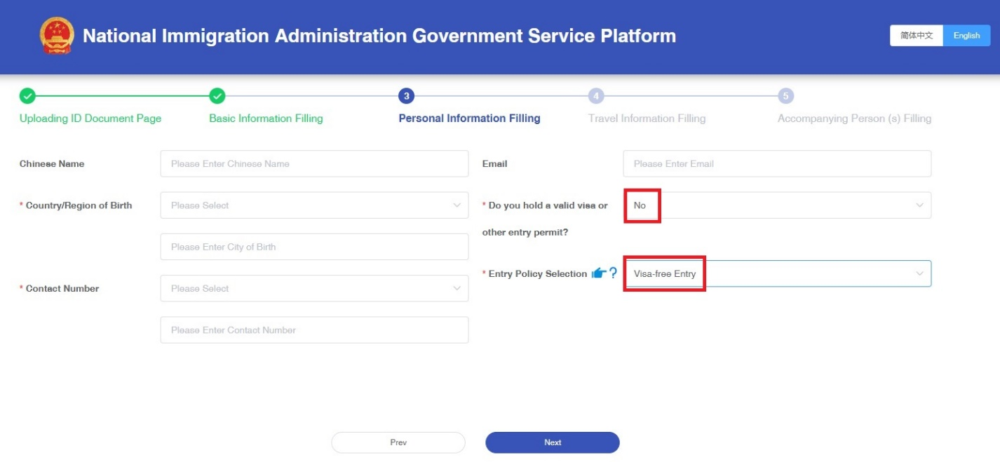 National Immigration Administration Government Service Platform
简体中文 English
3 4 5
Uploading ID Document Page Basic Information Filling Personal Information Filling Travel Information Filling Accompanying Person (s) Filling
Chinese Name Please Enter Chinese Name Email Please Enter Email
* Country/Region of Birth Please Select * Do you hold a valid visa or No
other entry permit?
Please Enter City of Birth
* Entry Policy Selection ? Visa-free Entry
* Contact Number Please Select
Please Enter Contact Number
Prev Next